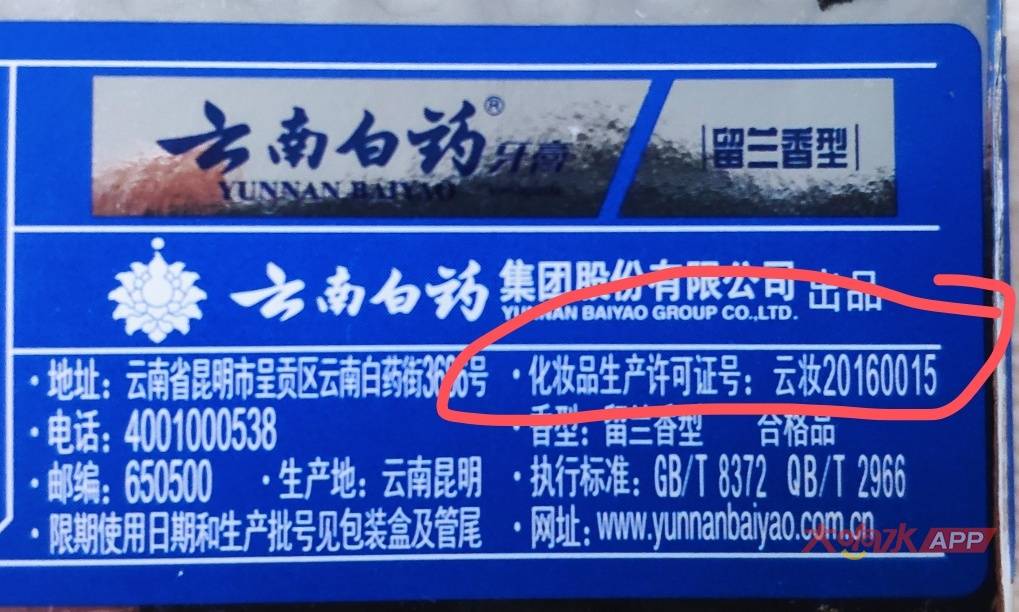 云南白药® 牙膏 留兰香型
YUNNAN BAIYAO
云南白药 集团股份有限公司 出品
YUNNAN BAIYAO GROUP CO.,LTD.
·地址：云南省昆明市呈贡区云南白药街3686号 ·化妆品生产许可证号：云妆20160015
·电话：4001000538 ·香型：留兰香型 合格品
·邮编：650500 ·生产地：云南昆明 ·执行标准：GB/T 8372 QB/T 2966
·限期使用日期和生产批号见包装盒及管尾 ·网址：www.yunnanbaiyao.com.cn
大响水APP